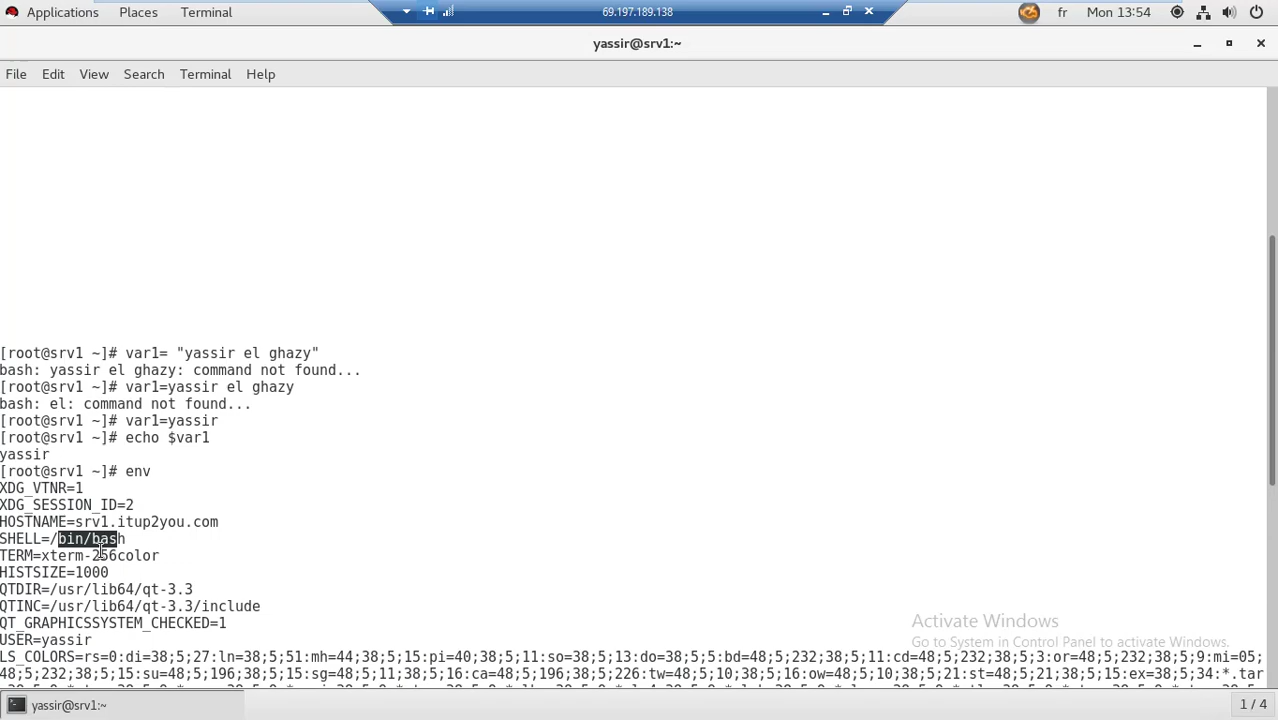 Applications Places Terminal 69.197.189.138 fr Mon 13:54
yassir@srv1:~
File Edit View Search Terminal Help
[root@srv1 ~]# var1= "yassir el ghazy"
bash: yassir el ghazy: command not found...
[root@srv1 ~]# var1=yassir el ghazy
bash: el: command not found...
[root@srv1 ~]# var1=yassir
[root@srv1 ~]# echo $var1
yassir
[root@srv1 ~]# env
XDG_VTNR=1
XDG_SESSION_ID=2
HOSTNAME=srv1.itup2you.com
SHELL=/bin/bash
TERM=xterm-256color
HISTSIZE=1000
QTDIR=/usr/lib64/qt-3.3
QTINC=/usr/lib64/qt-3.3/include
QT_GRAPHICSSYSTEM_CHECKED=1
USER=yassir
LS_COLORS=rs=0:di=38;5;27:ln=38;5;51:mh=44;38;5;15:pi=40;38;5;11:so=38;5;13:do=38;5;5:bd=48;5;232;38;5;11:cd=48;5;232;38;5;3:or=48;5;232;38;5;9:mi=05;
48;5;232;38;5;15:su=48;5;196;38;5;15:sg=48;5;11;38;5;16:ca=48;5;196;38;5;226:tw=48;5;10;38;5;16:ow=48;5;10;38;5;21:st=48;5;21;38;5;15:ex=38;5;34:*.tar
Activate Windows
Go to System in Control Panel to activate Windows.
yassir@srv1:~ 1 / 4